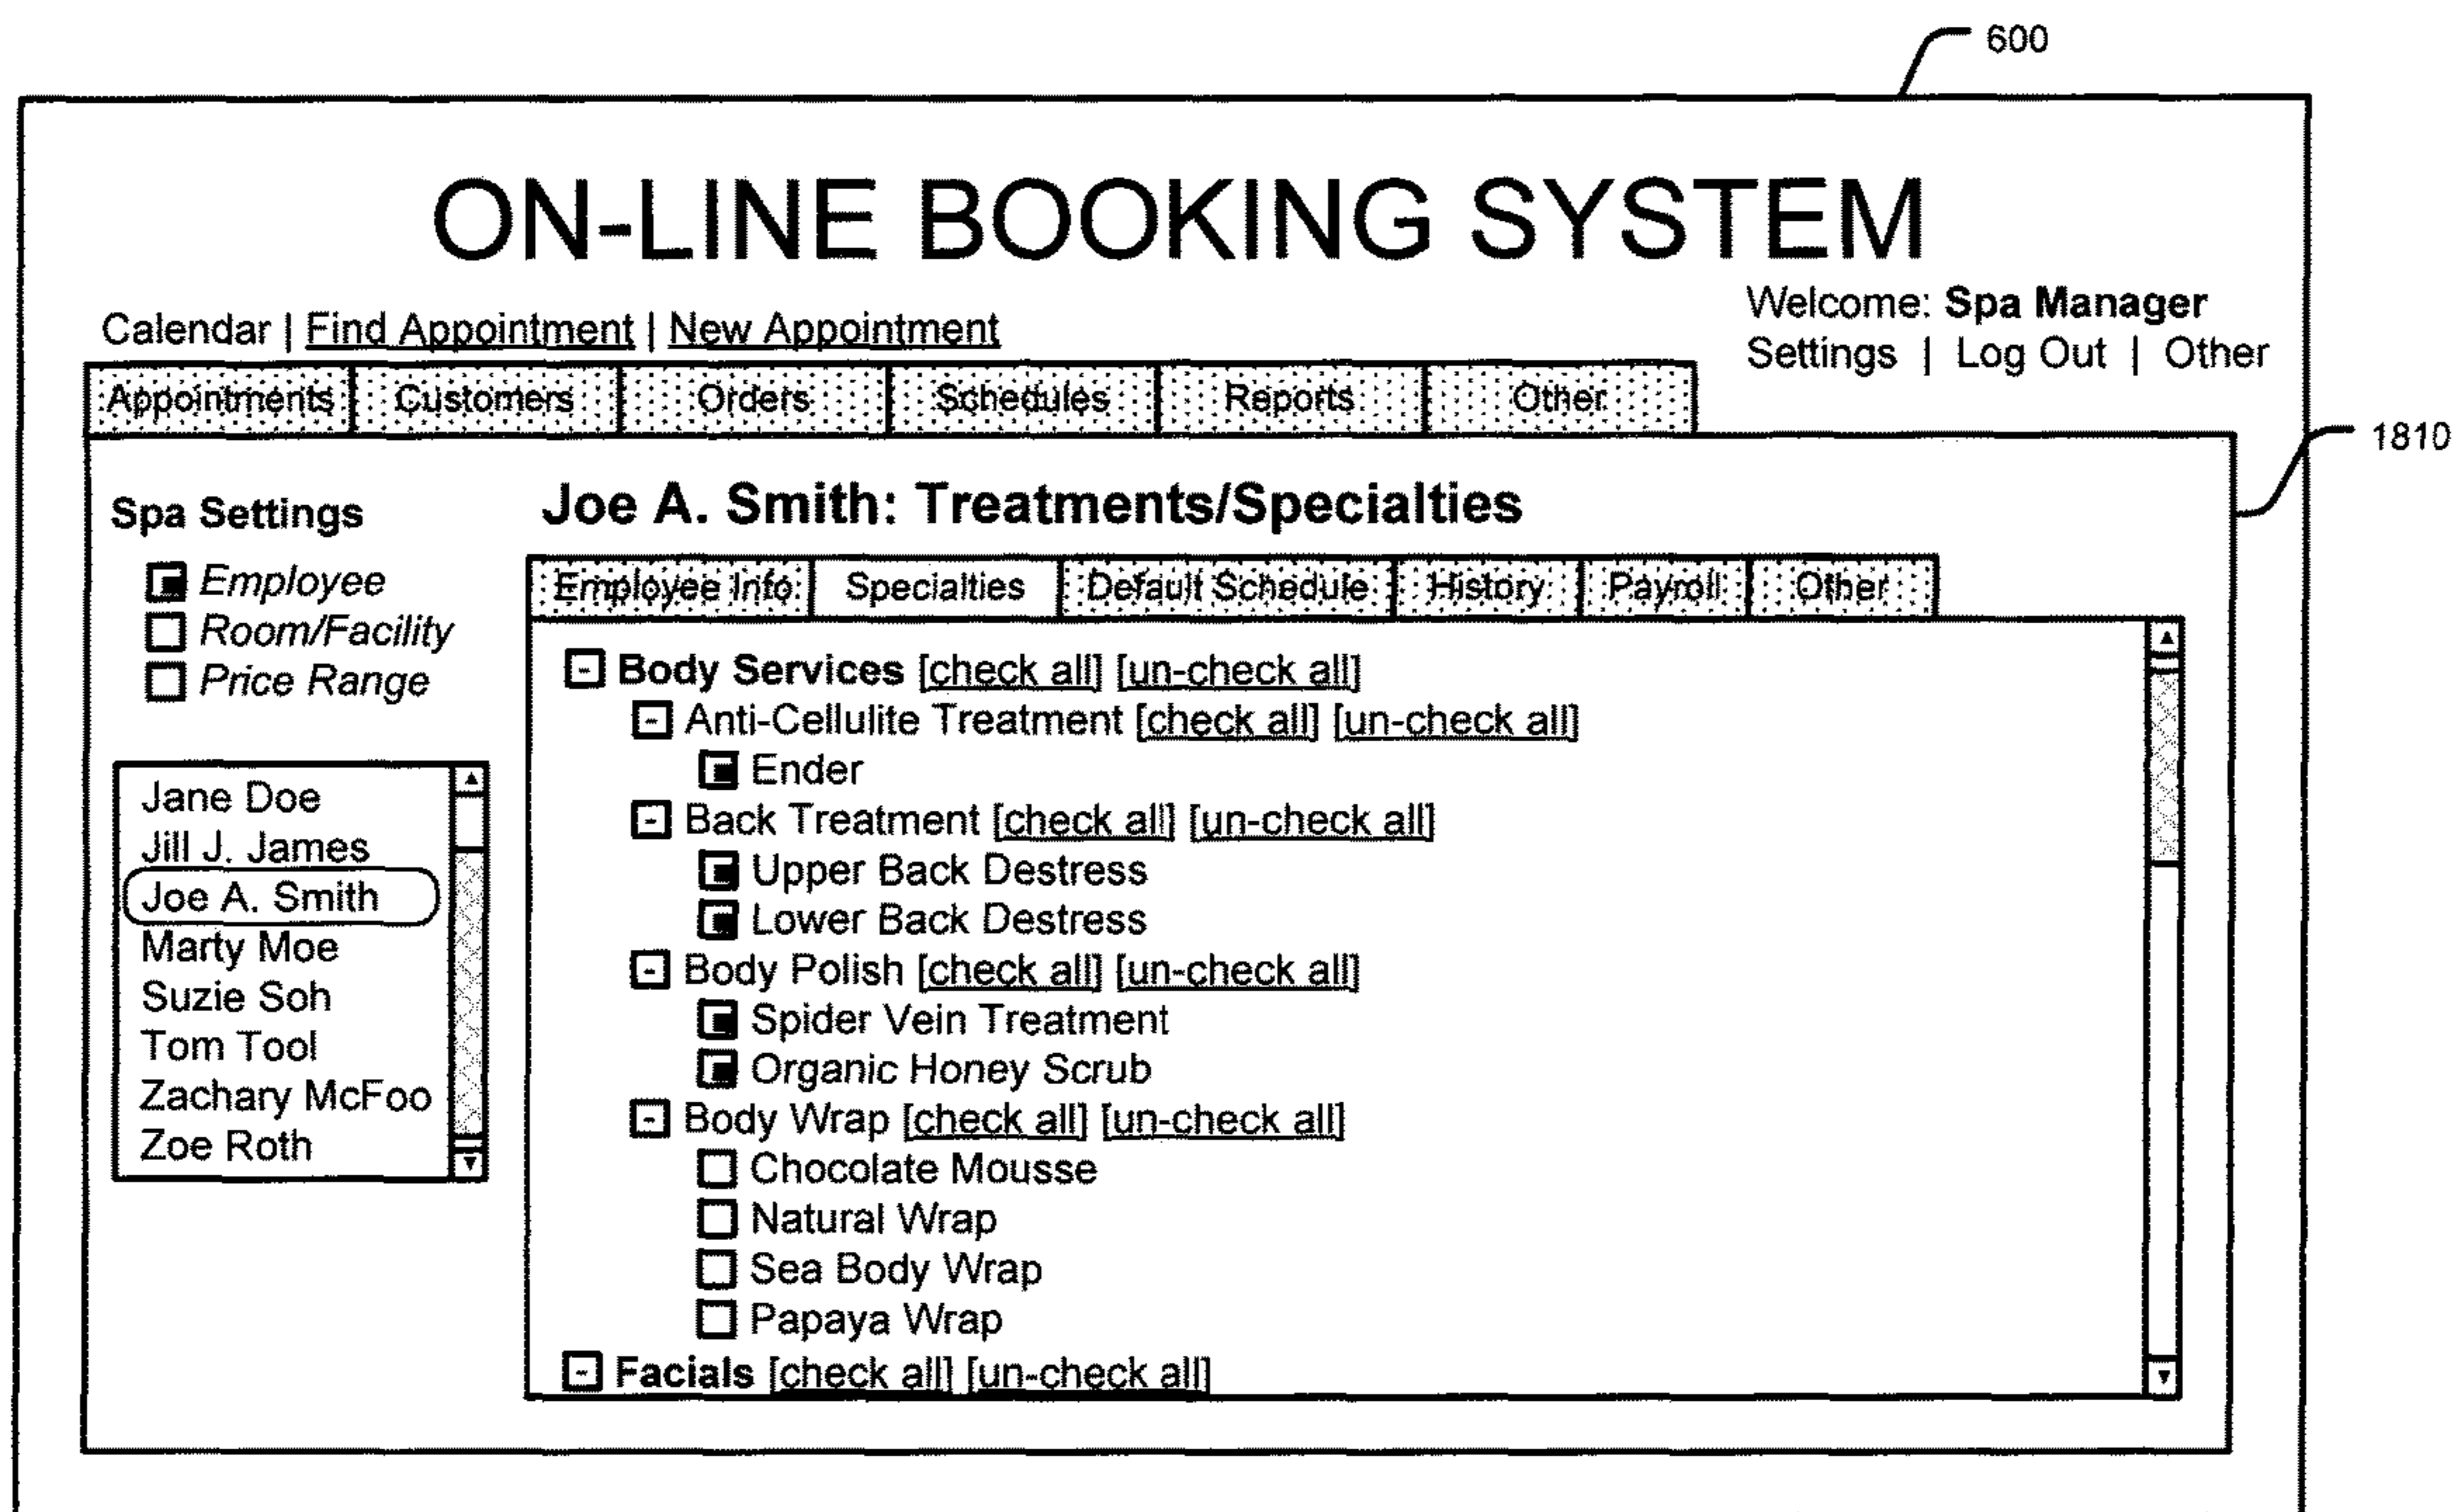 600
ON-LINE BOOKING SYSTEM
Welcome: Spa Manager
Calendar | Find Appointment | New Appointment
Settings | Log Out | Other
Appointments Customers Orders Schedules Reports Other
1810
Spa Settings
Employee
Room/Facility
Price Range
Jane Doe
Jill J. James
Joe A. Smith
Marty Moe
Suzie Soh
Tom Tool
Zachary McFoo
Zoe Roth
Joe A. Smith: Treatments/Specialties
Employee Info Specialties Default Schedule History Payroll Other
Body Services [check all] [un-check all]
Anti-Cellulite Treatment [check all] [un-check all]
Ender
Back Treatment [check all] [un-check all]
Upper Back Destress
Lower Back Destress
Body Polish [check all] [un-check all]
Spider Vein Treatment
Organic Honey Scrub
Body Wrap [check all] [un-check all]
Chocolate Mousse
Natural Wrap
Sea Body Wrap
Papaya Wrap
Facials [check all] [un-check all]